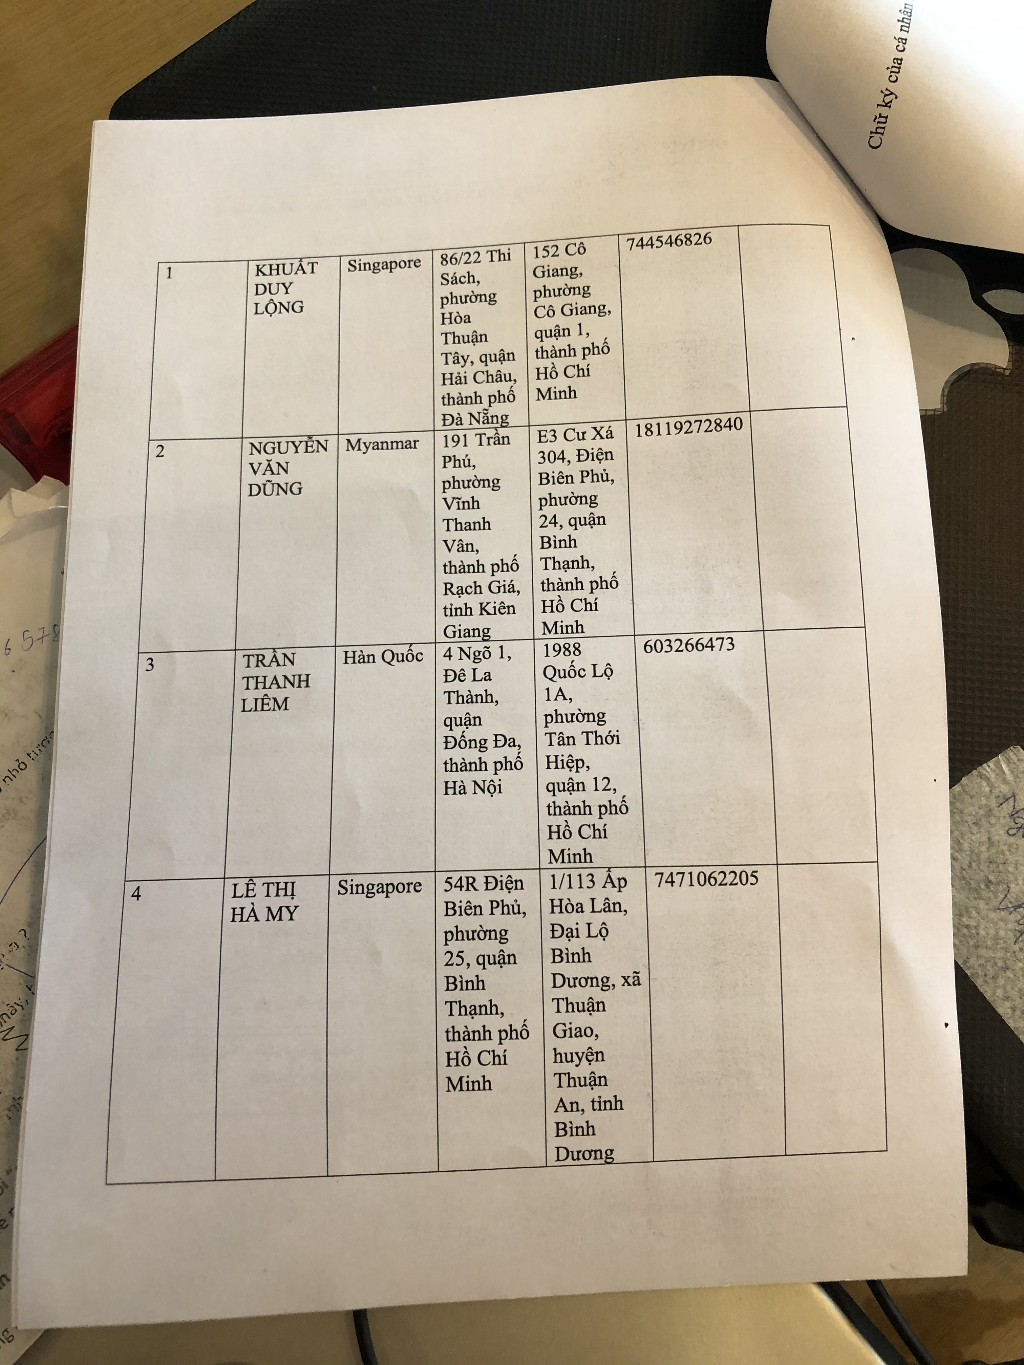 Chữ ký của cá nhân
1
KHUẤT
DUY
LỘNG
Singapore
86/22 Thi
Sách,
phường
Hòa
Thuận
Tây, quận
Hải Châu,
thành phố
Đà Nẵng
152 Cô
Giang,
phường
Cô Giang,
quận 1,
thành phố
Hồ Chí
Minh
744546826
2
NGUYỄN
VĂN
DŨNG
Myanmar
191 Trần
Phú,
phường
Vĩnh
Thanh
Vân,
thành phố
Rạch Giá,
tỉnh Kiên
Giang
E3 Cư Xá
304, Điện
Biên Phủ,
phường
24, quận
Bình
Thạnh,
thành phố
Hồ Chí
Minh
18119272840
3
TRẦN
THANH
LIÊM
Hàn Quốc
4 Ngõ 1,
Đê La
Thành,
quận
Đống Đa,
thành phố
Hà Nội
1988
Quốc Lộ
1A,
phường
Tân Thới
Hiệp,
quận 12,
thành phố
Hồ Chí
Minh
603266473
4
LÊ THỊ
HÀ MY
Singapore
54R Điện
Biên Phủ,
phường
25, quận
Bình
Thạnh,
thành phố
Hồ Chí
Minh
1/113 Ấp
Hòa Lân,
Đại Lộ
Bình
Dương, xã
Thuận
Giao,
huyện
Thuận
An, tỉnh
Bình
Dương
7471062205
6 578